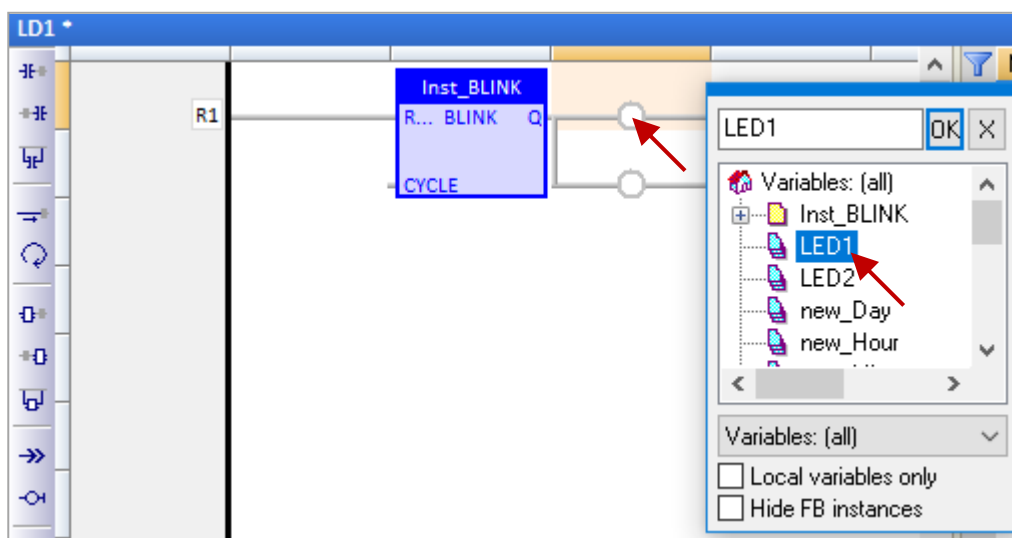 LD1 *
R1
Inst_BLINK
R... BLINK Q
CYCLE
LED1
OK
Variables: (all)
Inst_BLINK
LED1
LED2
new_Day
new_Hour
Variables: (all)
Local variables only
Hide FB instances